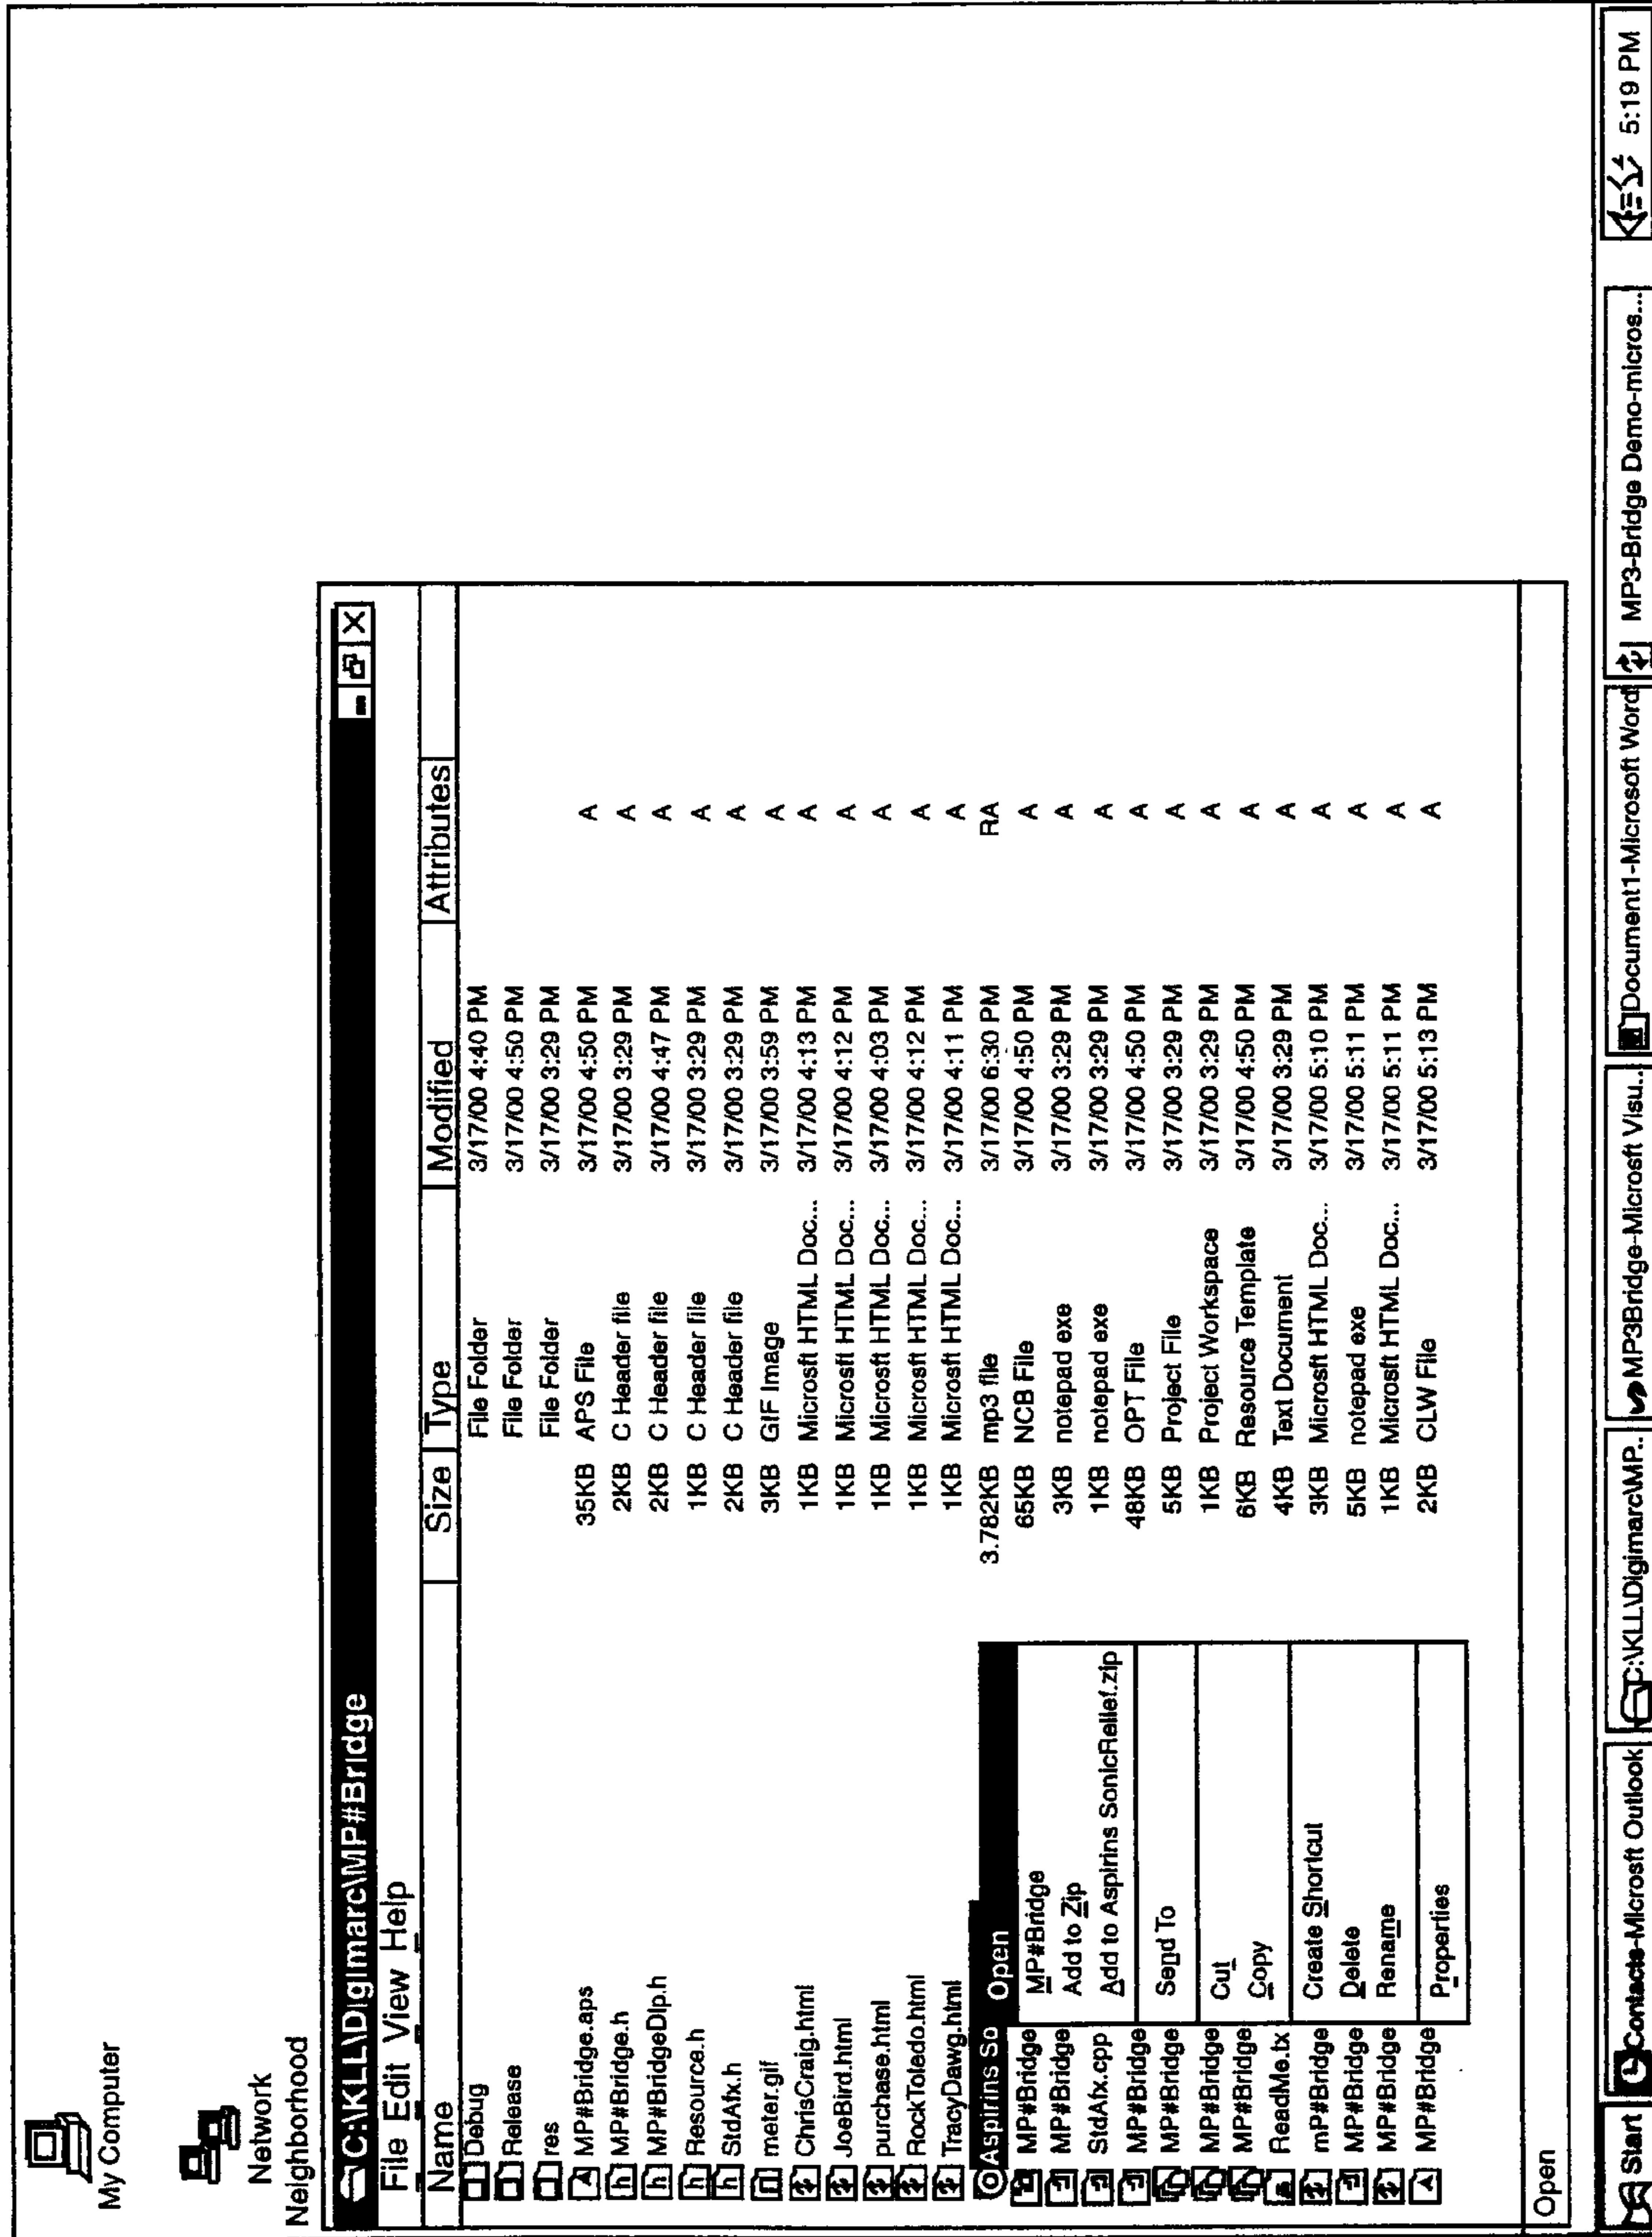 My Computer
Network
Neighborhood
C\KLL\Digimarc\MP#Bridge
File Edit View Help
Name Size Type Modified Attributes
Debug File Folder 3/17/00 4:40 PM
Release File Folder 3/17/00 4:50 PM
res File Folder 3/17/00 3:29 PM
MP#Bridge.aps 35KB APS File 3/17/00 4:50 PM A
MP#Bridge.h 2KB C Header file 3/17/00 3:29 PM A
MP#BridgeDlp.h 2KB C Header file 3/17/00 4:47 PM A
Resource.h 1KB C Header file 3/17/00 3:29 PM A
StdAfx.h 2KB C Header file 3/17/00 3:29 PM A
meter.gif 3KB GIF Image 3/17/00 3:59 PM A
ChrisCraig.html 1KB Microsft HTML Doc... 3/17/00 4:13 PM A
JoeBird.html 1KB Microsft HTML Doc... 3/17/00 4:12 PM A
purchase.html 1KB Microsft HTML Doc... 3/17/00 4:03 PM A
RockToledo.html 1KB Microsft HTML Doc... 3/17/00 4:12 PM A
TracyDawg.html 1KB Microsft HTML Doc... 3/17/00 4:11 PM A
Aspirins So Open 3.782KB mp3 file 3/17/00 6:30 PM RA
MP#Bridge MP#Bridge 65KB NCB File 3/17/00 4:50 PM A
MP#Bridge Add to Zip 3KB notepad exe 3/17/00 3:29 PM A
StdAfx.cpp Add to Aspirins SonicRelief.zip 1KB notepad exe 3/17/00 3:29 PM A
MP#Bridge 48KB OPT File 3/17/00 4:50 PM A
MP#Bridge Send To 5KB Project File 3/17/00 3:29 PM A
MP#Bridge Cut 1KB Project Workspace 3/17/00 3:29 PM A
MP#Bridge Copy 6KB Resource Template 3/17/00 4:50 PM A
ReadMe.tx 4KB Text Document 3/17/00 3:29 PM A
mP#Bridge Create Shortcut 3KB Microsft HTML Doc... 3/17/00 5:10 PM A
MP#Bridge Delete 5KB notepad exe 3/17/00 5:11 PM A
MP#Bridge Rename 1KB Microsft HTML Doc... 3/17/00 5:11 PM A
MP#Bridge Properties 2KB CLW File 3/17/00 5:13 PM A
Open
Start Contacts-Microsft Outlook C:\KLL\Digimarc\MP.. MP3Bridge-Microsft Visu.. Document1-Microsoft Word MP3-Bridge Demo-micros... 5:19 PM